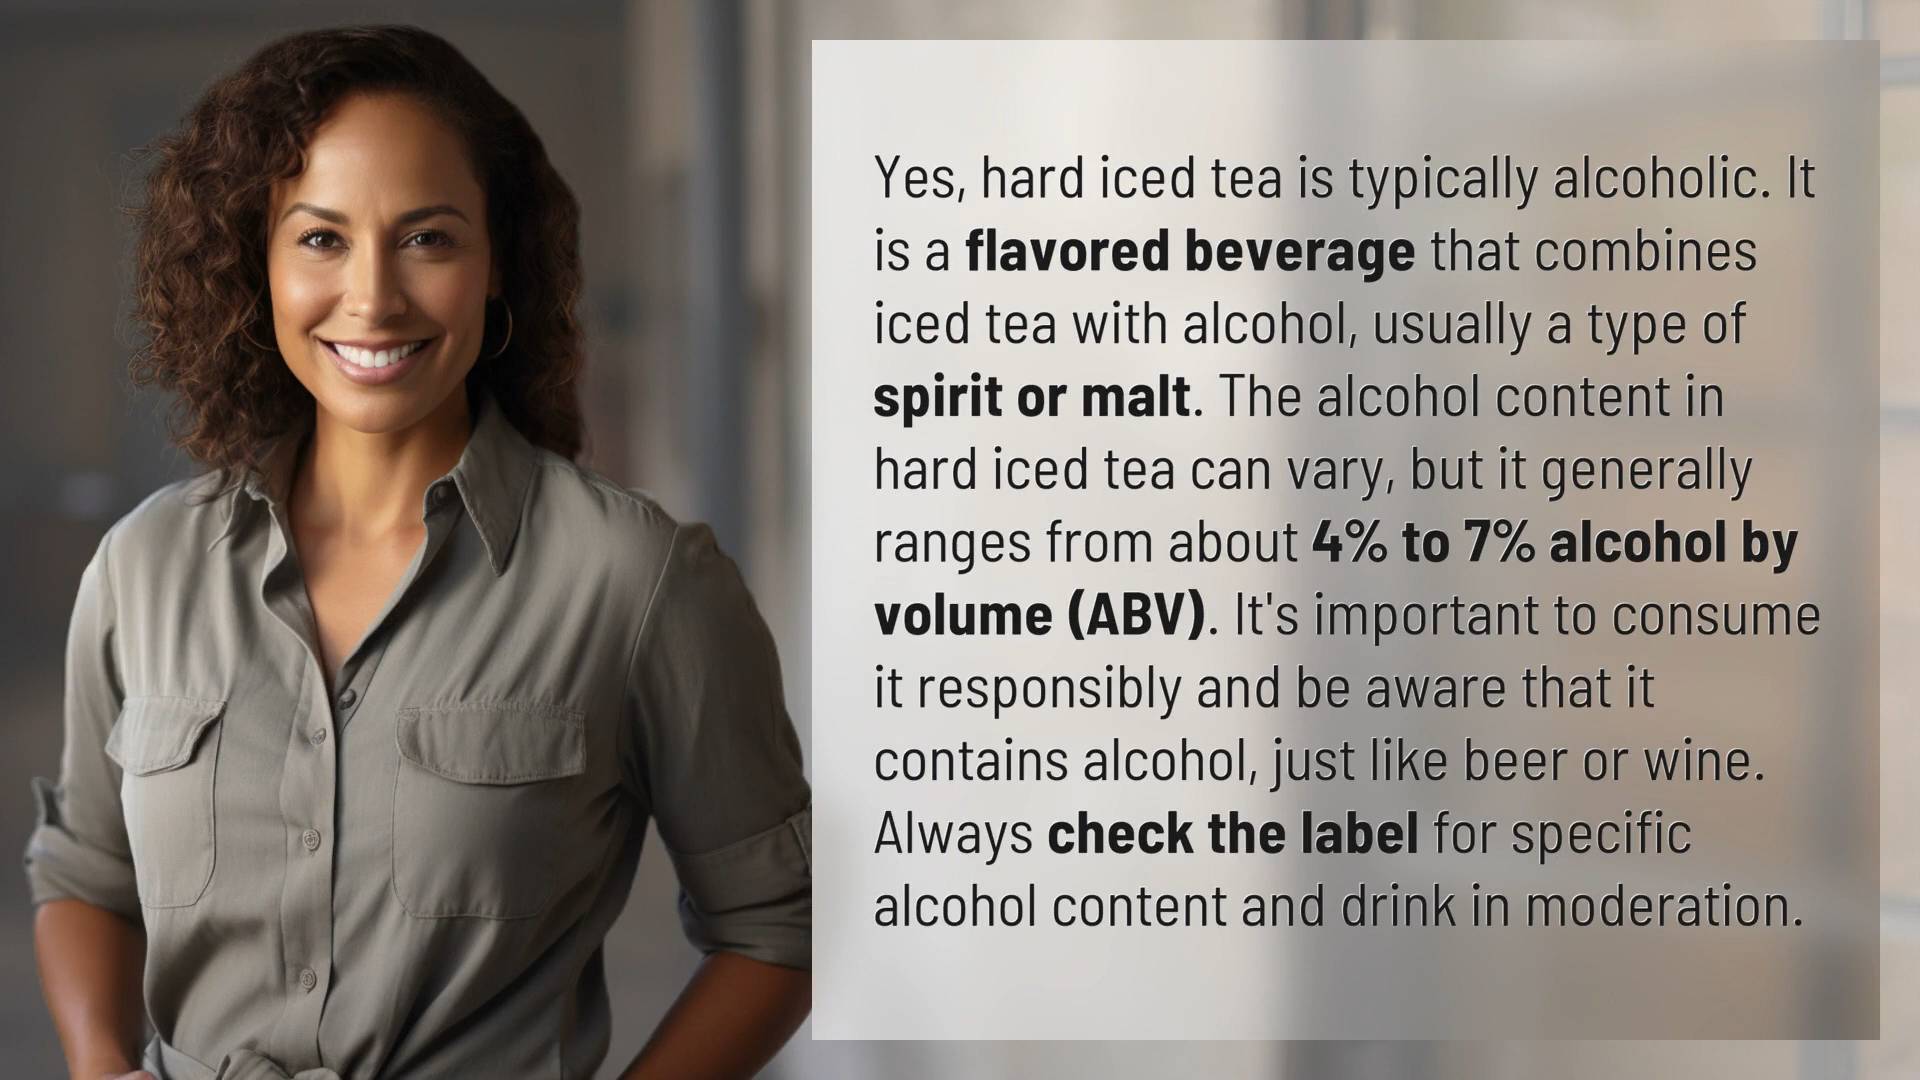 Yes, hard iced tea is typically alcoholic. It
is a flavored beverage that combines
iced tea with alcohol, usually a type of
spirit or malt. The alcohol content in
hard iced tea can vary, but it generally
ranges from about 4% to 7% alcohol by
volume (ABV). It's important to consume
it responsibly and be aware that it
contains alcohol, just like beer or wine.
Always check the label for specific
alcohol content and drink in moderation.